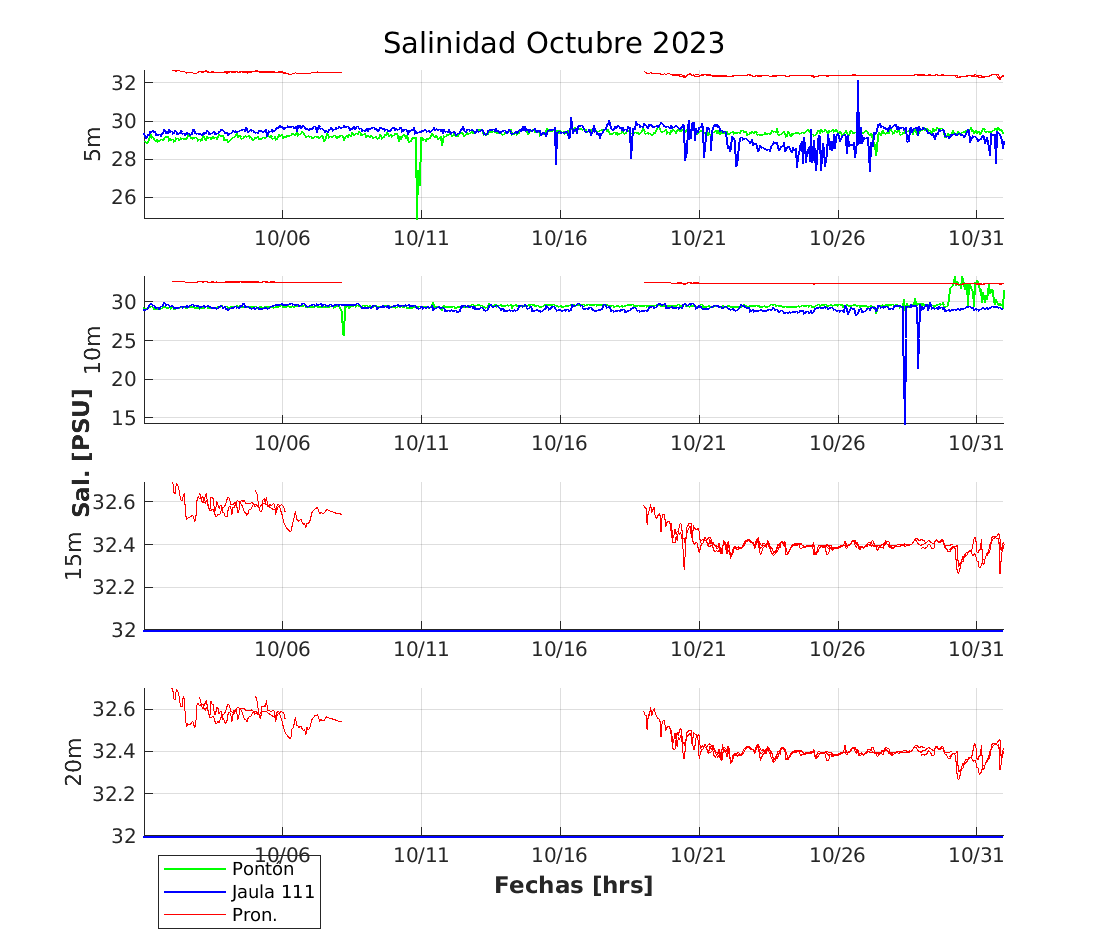 Salinidad Octubre 2023
5m
32
30
28
26
10/06 10/11 10/16 10/21 10/26 10/31
10m
30
25
20
15
10/06 10/11 10/16 10/21 10/26 10/31
Sal. [PSU]
15m
32.6
32.4
32.2
32
10/06 10/11 10/16 10/21 10/26 10/31
20m
32.6
32.4
32.2
32
10/06 10/11 10/16 10/21 10/26 10/31
Fechas [hrs]
Pontón
Jaula 111
Pron.